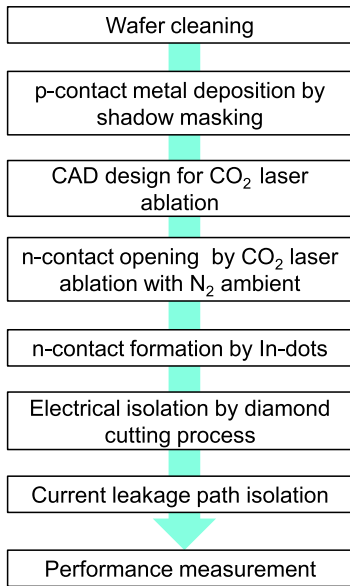 Wafer cleaning
p-contact metal deposition by
shadow masking
CAD design for CO₂ laser
ablation
n-contact opening by CO₂ laser
ablation with N₂ ambient
n-contact formation by In-dots
Electrical isolation by diamond
cutting process
Current leakage path isolation
Performance measurement